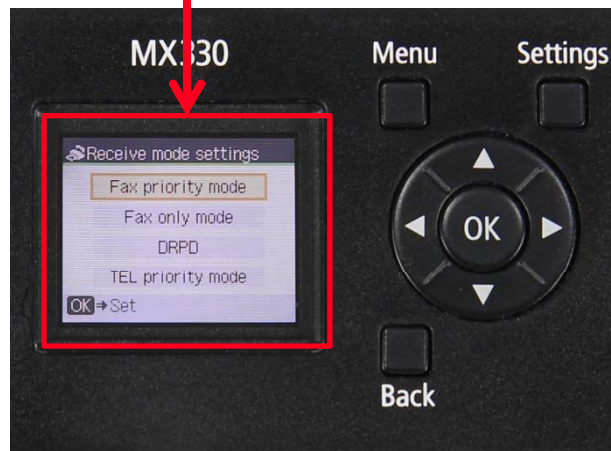 MX330
Menu
Settings
Receive mode settings
Fax priority mode
Fax only mode
DRPD
TEL priority mode
OK Set
OK
Back